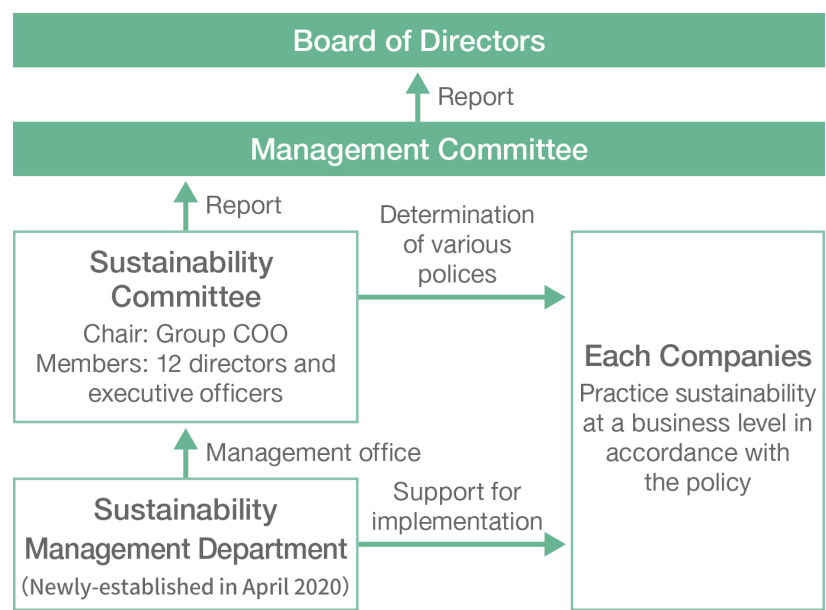 Board of Directors
Report
Management Committee
Report
Determination
of various
polices
Sustainability
Committee
Chair: Group COO
Members: 12 directors and
executive officers
Each Companies
Practice sustainability
at a business level in
accordance with
the policy
Management office
Sustainability
Management Department
(Newly-established in April 2020)
Support for
implementation